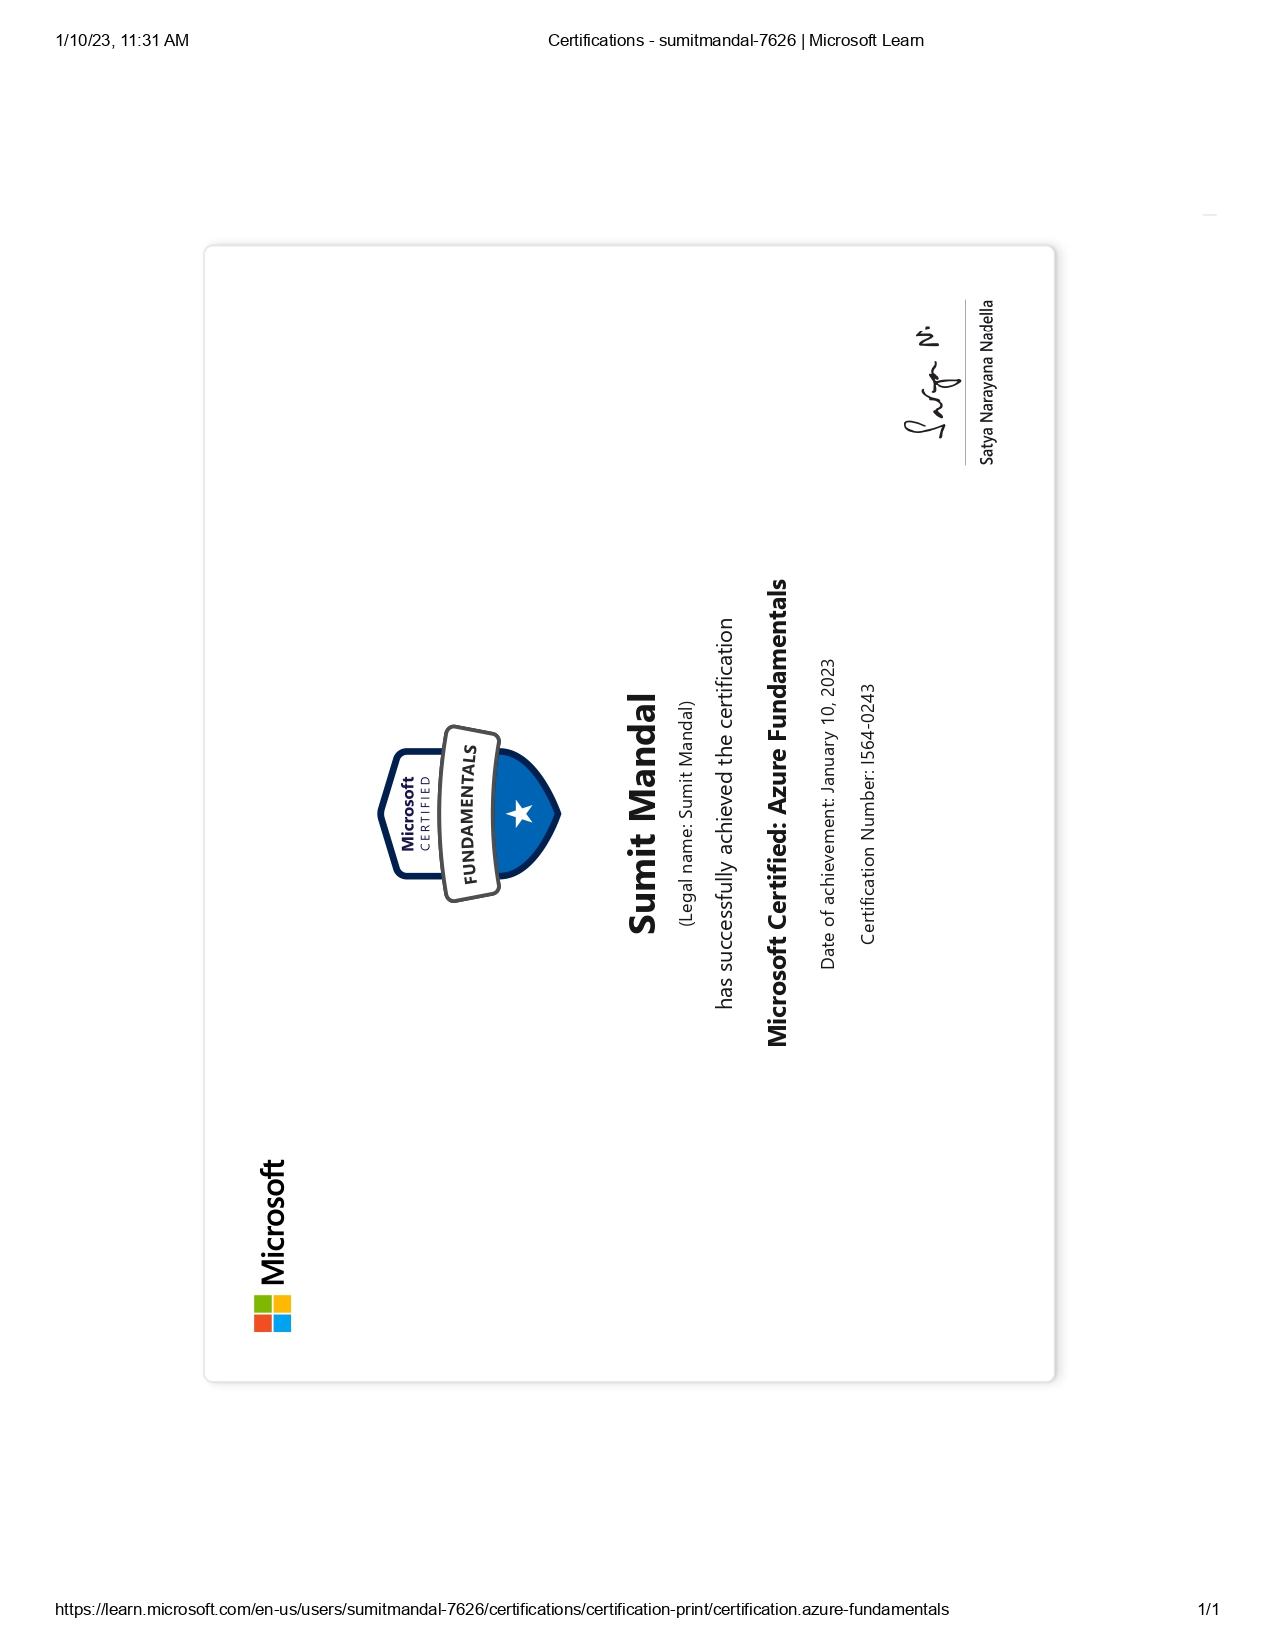 1/10/23, 11:31 AM
Certifications - sumitmandal-7626 | Microsoft Learn
Microsoft
Microsoft
CERTIFIED
FUNDAMENTALS
Sumit Mandal
(Legal name: Sumit Mandal)
has successfully achieved the certification
Microsoft Certified: Azure Fundamentals
Date of achievement: January 10, 2023
Certification Number: I564-0243
Satya N.
Satya Narayana Nadella
https://learn.microsoft.com/en-us/users/sumitmandal-7626/certifications/certification-print/certification.azure-fundamentals
1/1